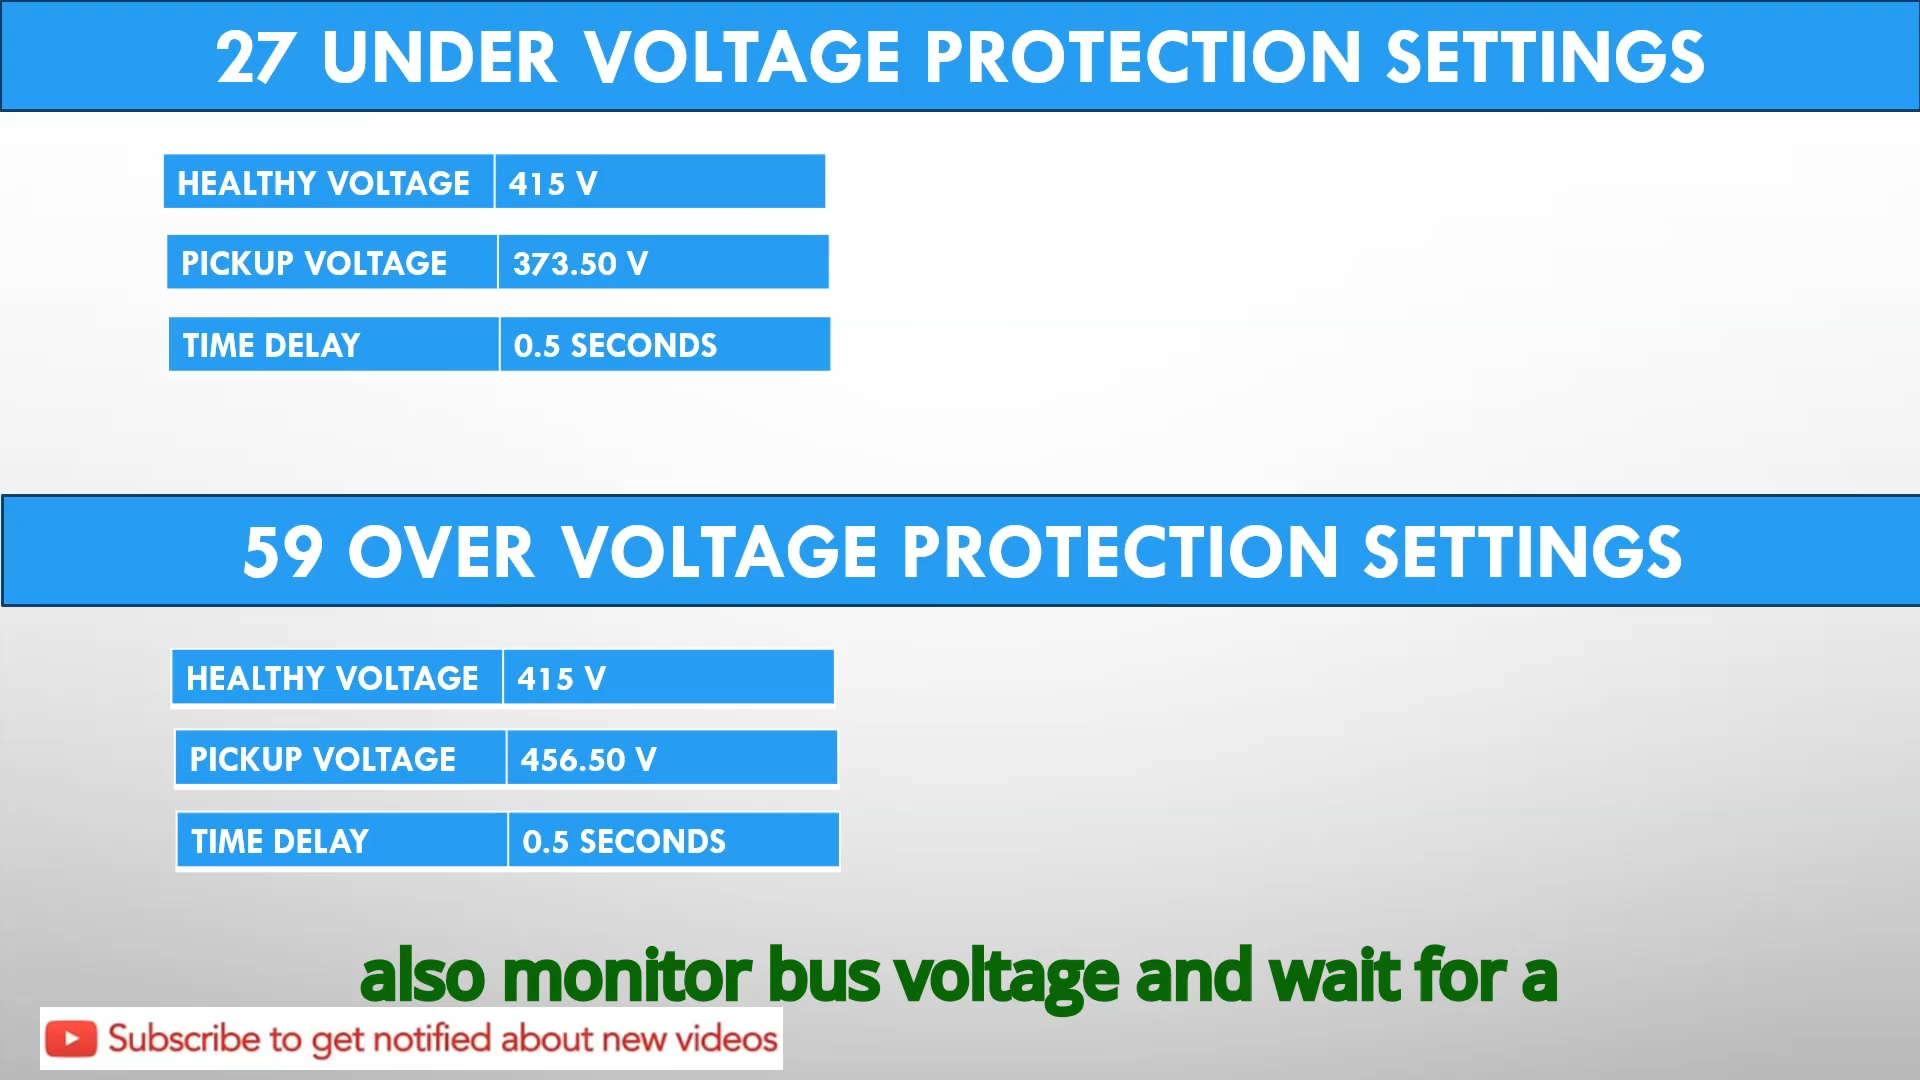 27 UNDER VOLTAGE PROTECTION SETTINGS
HEALTHY VOLTAGE 415 V
PICKUP VOLTAGE 373.50 V
TIME DELAY 0.5 SECONDS
59 OVER VOLTAGE PROTECTION SETTINGS
HEALTHY VOLTAGE 415 V
PICKUP VOLTAGE 456.50 V
TIME DELAY 0.5 SECONDS
also monitor bus voltage and wait for a
Subscribe to get notified about new videos